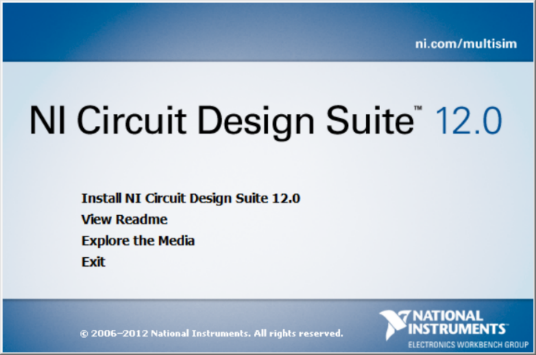 ni.com/multisim
NI Circuit Design Suite™ 12.0
Install NI Circuit Design Suite 12.0
View Readme
Explore the Media
Exit
© 2006–2012 National Instruments. All rights reserved.
NATIONAL
INSTRUMENTS™
ELECTRONICS WORKBENCH GROUP